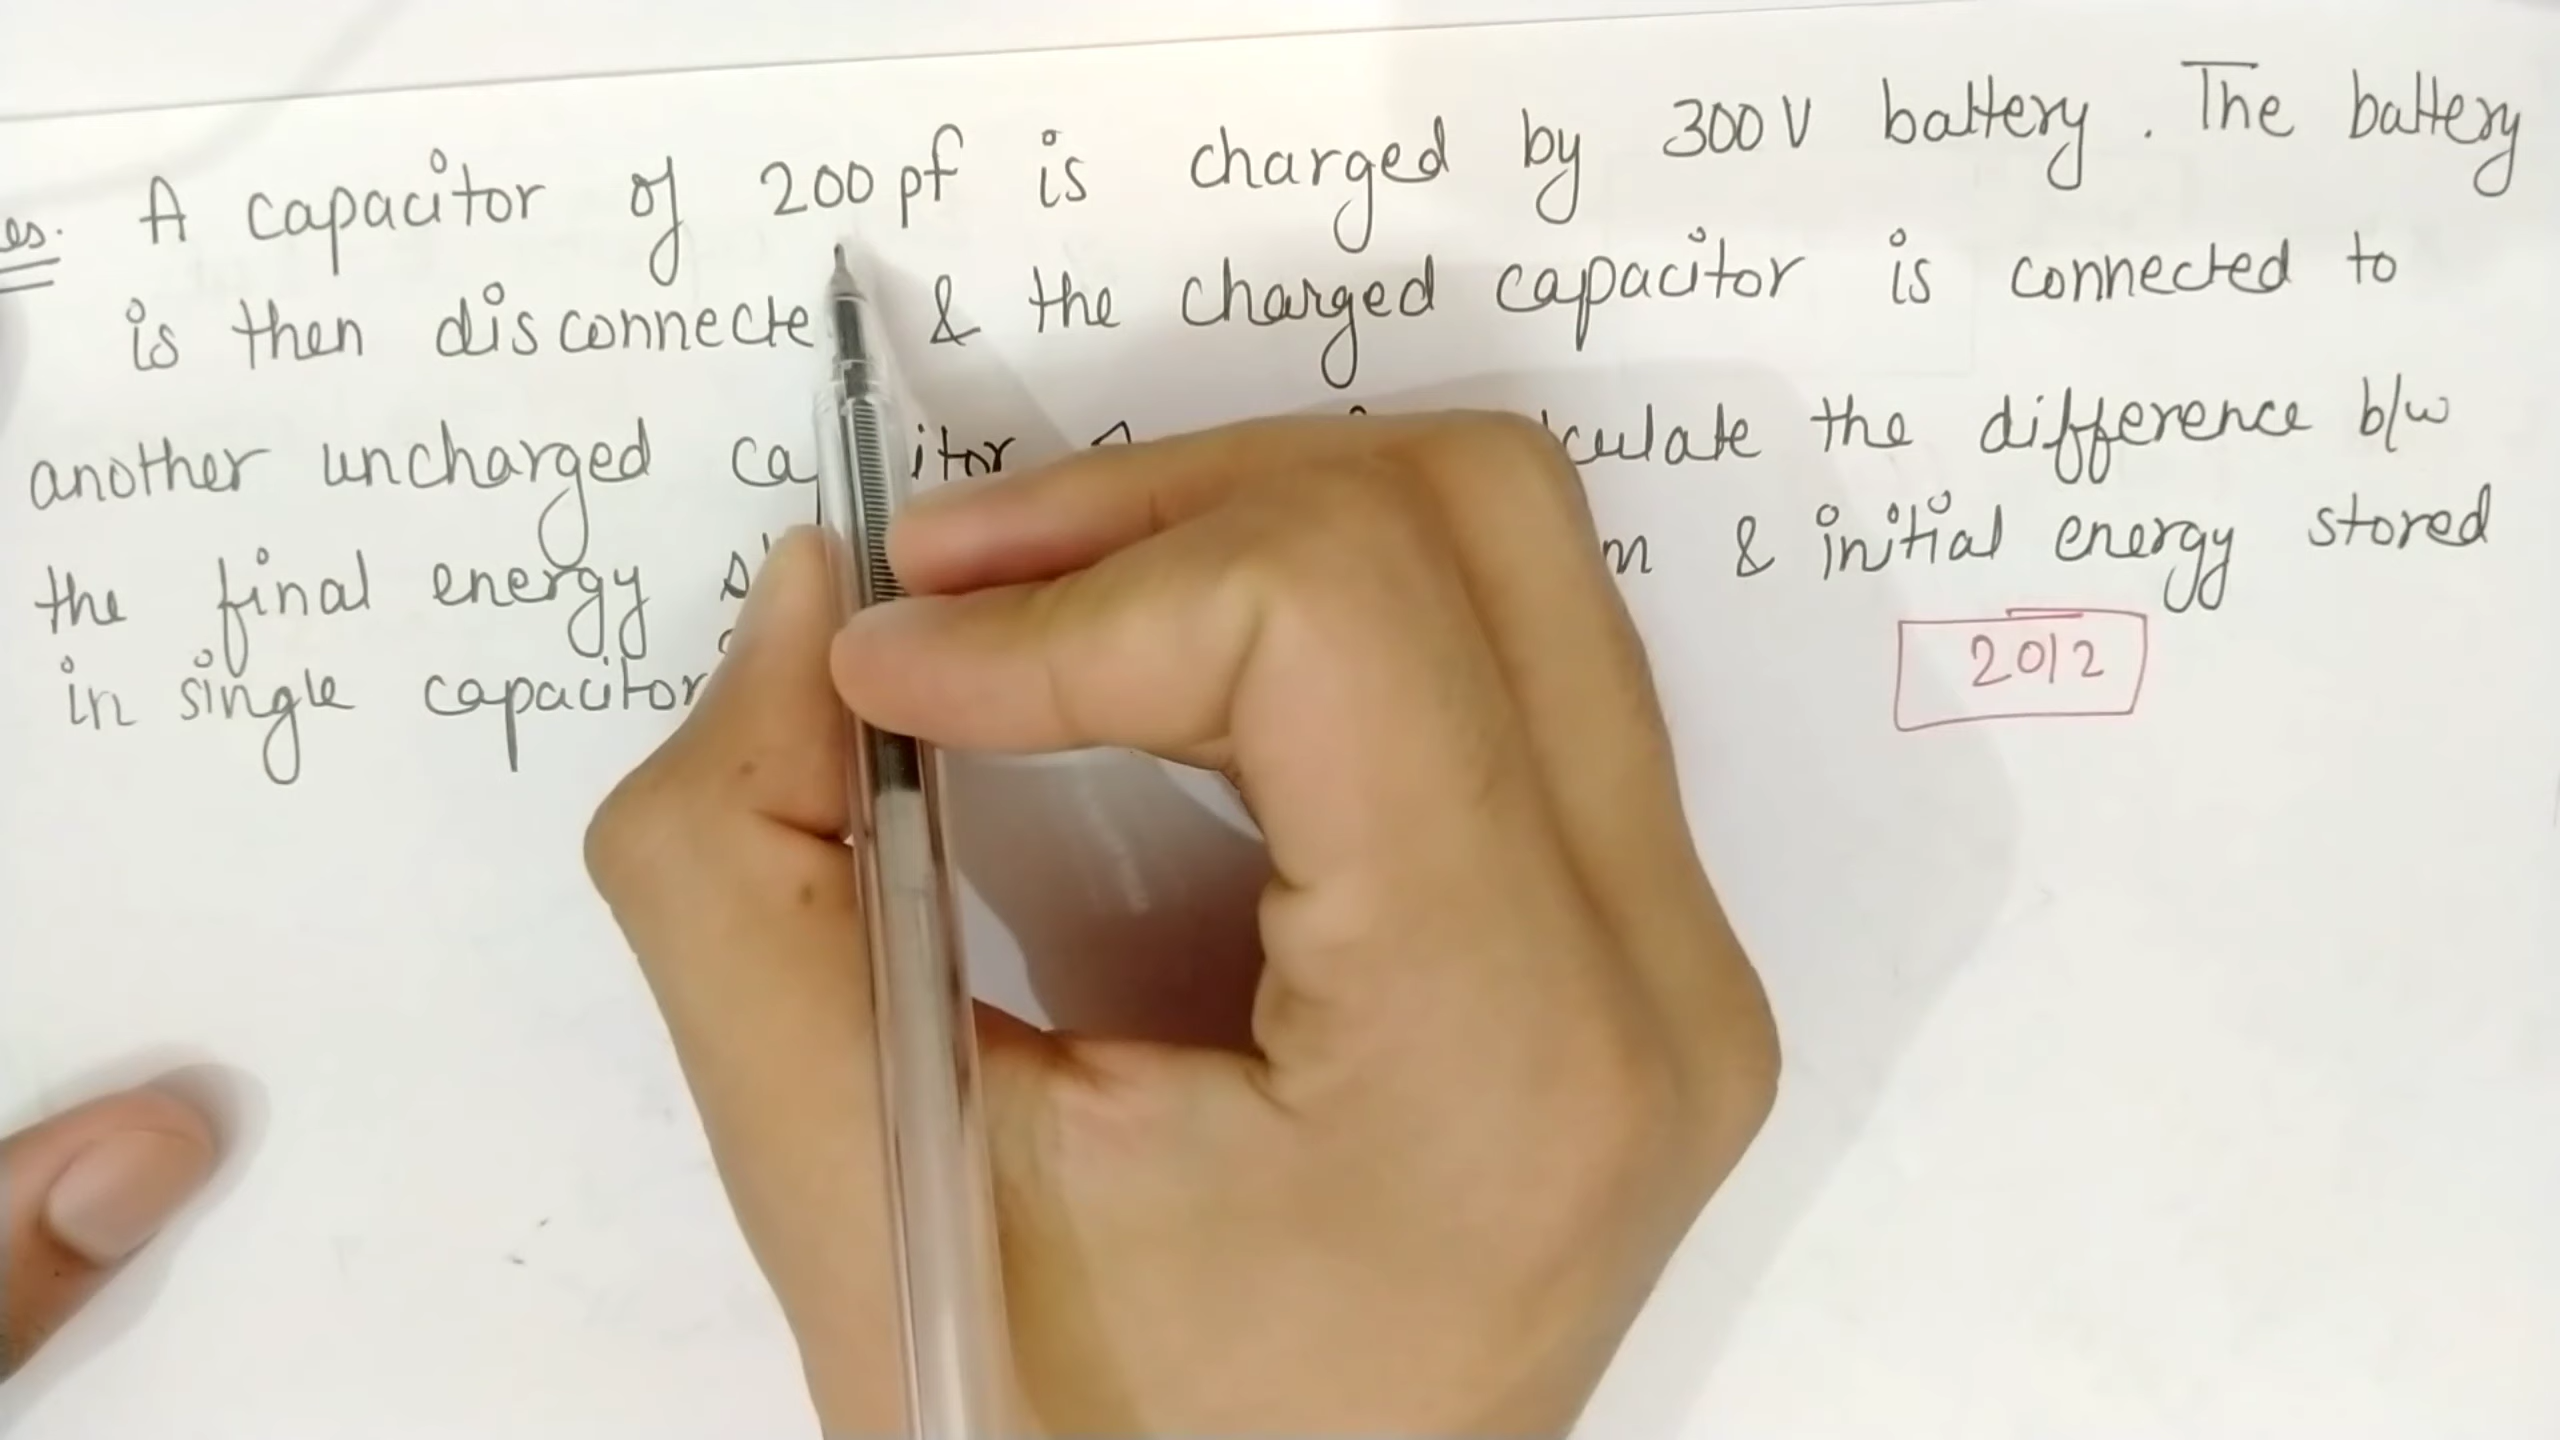 es. A capacitor of 200 pf is charged by 300 V battery. The battery
is then disconnecte & the charged capacitor is connected to
another uncharged ca itor culate the difference b/w
the final energy m & initial energy stored
in single capacitor
2012